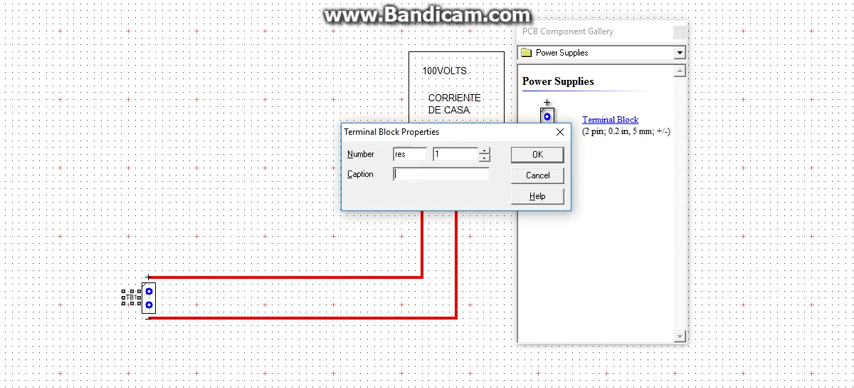 www.Bandicam.com
PCB Component Gallery
Power Supplies
100VOLTS
CORRIENTE
DE CASA
Power Supplies
Terminal Block
(2 pin; 0.2 in, 5 mm; +/-)
Terminal Block Properties
Number res 1 OK
Caption Cancel
Help
TB1